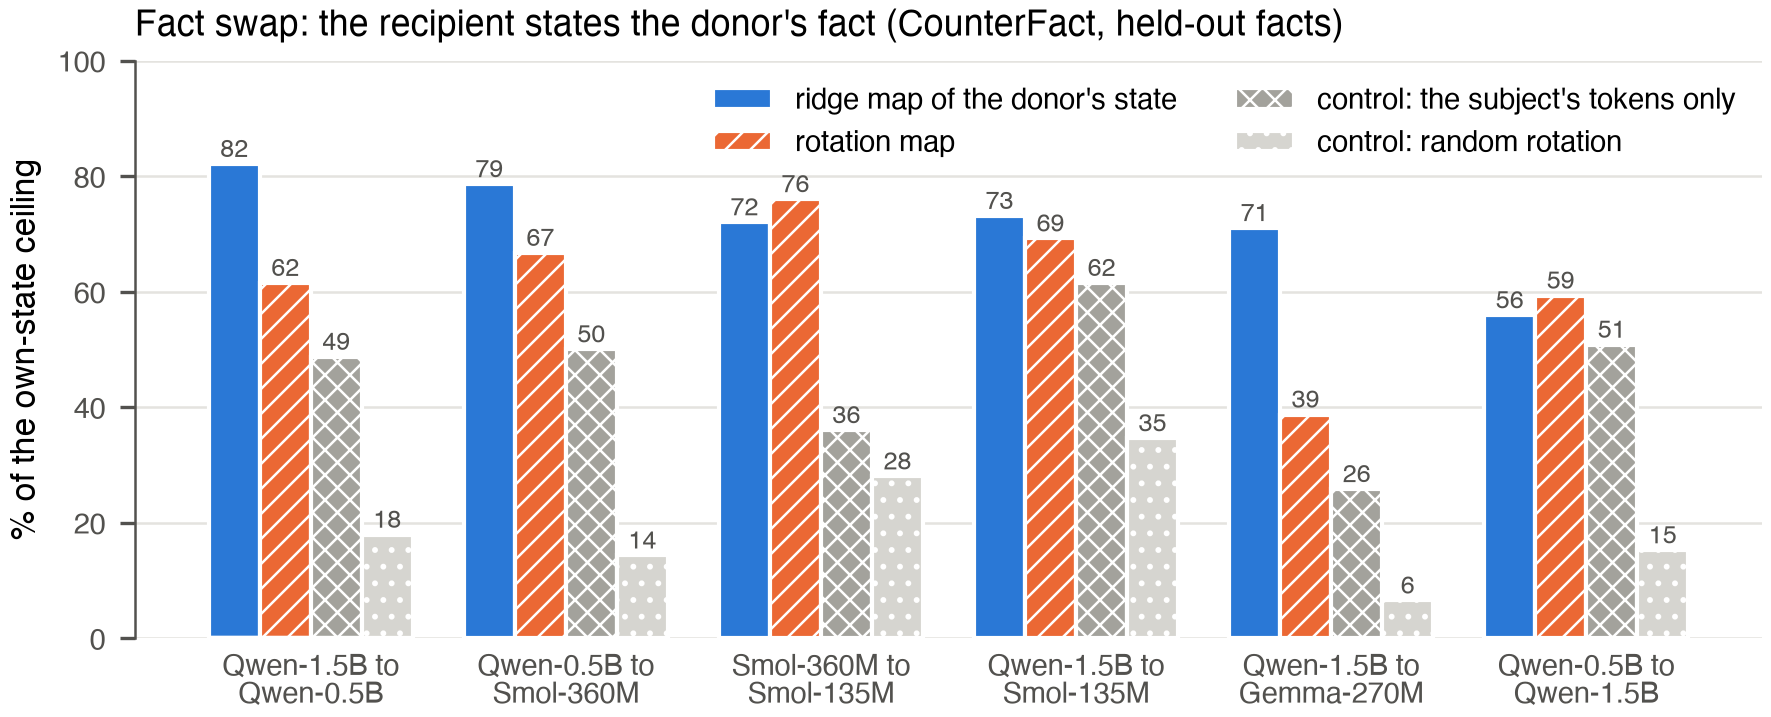 Fact swap: the recipient states the donor's fact (CounterFact, held-out facts)
% of the own-state ceiling
100
80
60
40
20
0
ridge map of the donor's state
rotation map
control: the subject's tokens only
control: random rotation
82
62
49
18
79
67
50
14
72
76
36
28
73
69
62
35
71
39
26
6
56
59
51
15
Qwen-1.5B to
Qwen-0.5B
Qwen-0.5B to
Smol-360M
Smol-360M to
Smol-135M
Qwen-1.5B to
Smol-135M
Qwen-1.5B to
Gemma-270M
Qwen-0.5B to
Qwen-1.5B